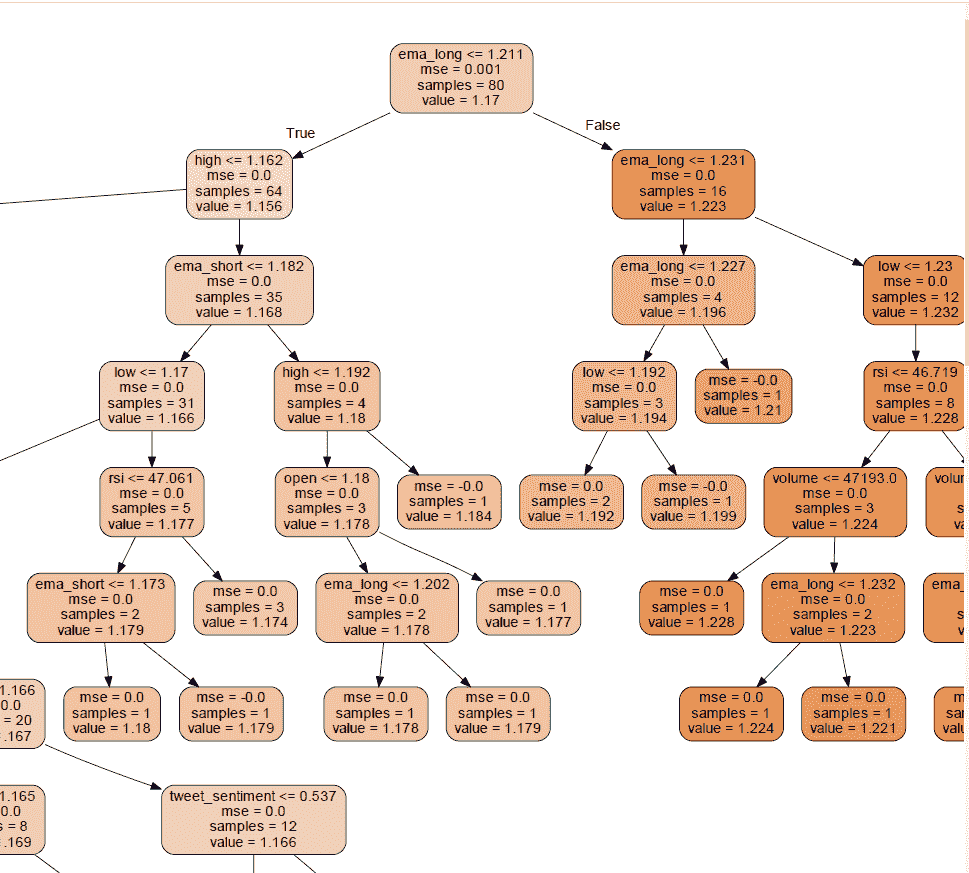 ema_long <= 1.211
mse = 0.001
samples = 80
value = 1.17
True
False
high <= 1.162
mse = 0.0
samples = 64
value = 1.156
ema_long <= 1.231
mse = 0.0
samples = 16
value = 1.223
ema_short <= 1.182
mse = 0.0
samples = 35
value = 1.168
ema_long <= 1.227
mse = 0.0
samples = 4
value = 1.196
low <= 1.23
mse = 0.0
samples = 12
value = 1.232
low <= 1.17
mse = 0.0
samples = 31
value = 1.166
high <= 1.192
mse = 0.0
samples = 4
value = 1.18
low <= 1.192
mse = 0.0
samples = 3
value = 1.194
mse = -0.0
samples = 1
value = 1.21
rsi <= 46.719
mse = 0.0
samples = 8
value = 1.228
rsi <= 47.061
mse = 0.0
samples = 5
value = 1.177
open <= 1.18
mse = 0.0
samples = 3
value = 1.178
mse = -0.0
samples = 1
value = 1.184
mse = 0.0
samples = 2
value = 1.192
mse = -0.0
samples = 1
value = 1.199
volume <= 47193.0
mse = 0.0
samples = 3
value = 1.224
ema_short <= 1.173
mse = 0.0
samples = 2
value = 1.179
mse = 0.0
samples = 3
value = 1.174
ema_long <= 1.202
mse = 0.0
samples = 2
value = 1.178
mse = 0.0
samples = 1
value = 1.177
mse = 0.0
samples = 1
value = 1.228
ema_long <= 1.232
mse = 0.0
samples = 2
value = 1.223
ema_
1.166
0.0
= 20
1.167
mse = 0.0
samples = 1
value = 1.18
mse = -0.0
samples = 1
value = 1.179
mse = 0.0
samples = 1
value = 1.178
mse = 0.0
samples = 1
value = 1.179
mse = 0.0
samples = 1
value = 1.224
mse = 0.0
samples = 1
value = 1.221
1.165
0.0
s = 8
1.169
tweet_sentiment <= 0.537
mse = 0.0
samples = 12
value = 1.166